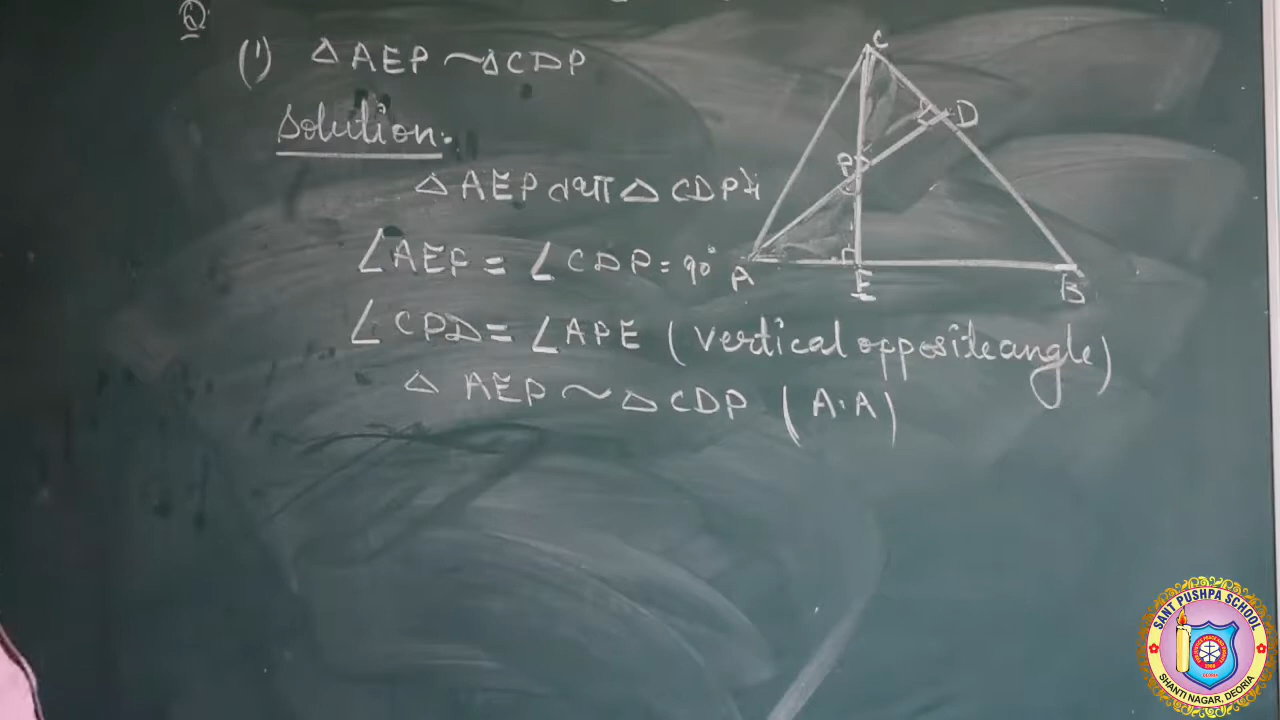 Q
(i) △ AEP ~ △ CDP
Solution:
△ AEP तथा △ CDP में
∠AEP = ∠CDP = 90°
∠CPD = ∠APE (Vertical opposite angle)
△ AEP ~ △ CDP (A.A)
C
D
P
A
E
B
SANT PUSHPA SCHOOL
SHANTI NAGAR, DEORIA